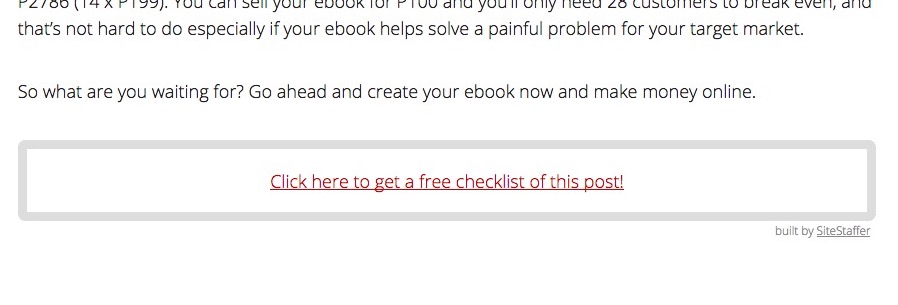 P2786 (14 x P199). You can sell your ebook for P100 and you'll only need 28 customers to break even, and
that's not hard to do especially if your ebook helps solve a painful problem for your target market.
So what are you waiting for? Go ahead and create your ebook now and make money online.
Click here to get a free checklist of this post!
built by SiteStaffer